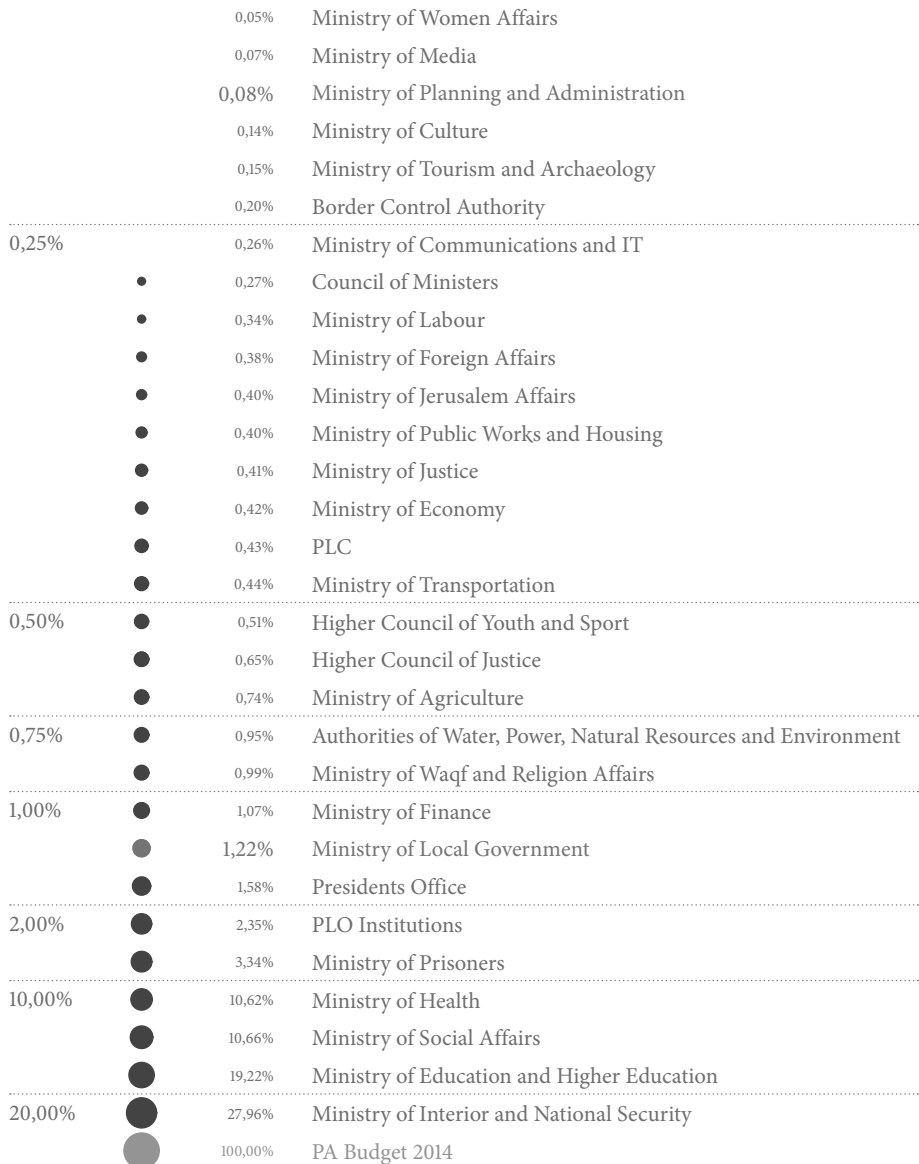 0,05% Ministry of Women Affairs
0,07% Ministry of Media
0,08% Ministry of Planning and Administration
0,14% Ministry of Culture
0,15% Ministry of Tourism and Archaeology
0,20% Border Control Authority
0,25% 0,26% Ministry of Communications and IT
0,27% Council of Ministers
0,34% Ministry of Labour
0,38% Ministry of Foreign Affairs
0,40% Ministry of Jerusalem Affairs
0,40% Ministry of Public Works and Housing
0,41% Ministry of Justice
0,42% Ministry of Economy
0,43% PLC
0,44% Ministry of Transportation
0,50% 0,51% Higher Council of Youth and Sport
0,65% Higher Council of Justice
0,74% Ministry of Agriculture
0,75% 0,95% Authorities of Water, Power, Natural Resources and Environment
0,99% Ministry of Waqf and Religion Affairs
1,00% 1,07% Ministry of Finance
1,22% Ministry of Local Government
1,58% Presidents Office
2,00% 2,35% PLO Institutions
3,34% Ministry of Prisoners
10,00% 10,62% Ministry of Health
10,66% Ministry of Social Affairs
19,22% Ministry of Education and Higher Education
20,00% 27,96% Ministry of Interior and National Security
100,00% PA Budget 2014